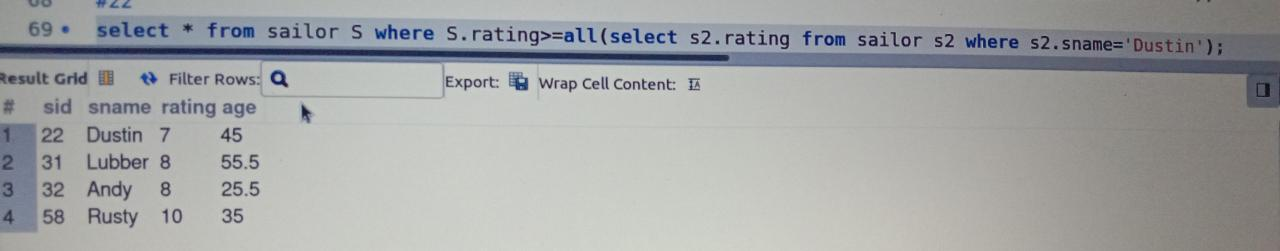 #22
69 select * from sailor S where S.rating>=all(select s2.rating from sailor s2 where s2.sname='Dustin');
Result Grid Filter Rows: Export: Wrap Cell Content:
# sid sname rating age
1 22 Dustin 7 45
2 31 Lubber 8 55.5
3 32 Andy 8 25.5
4 58 Rusty 10 35